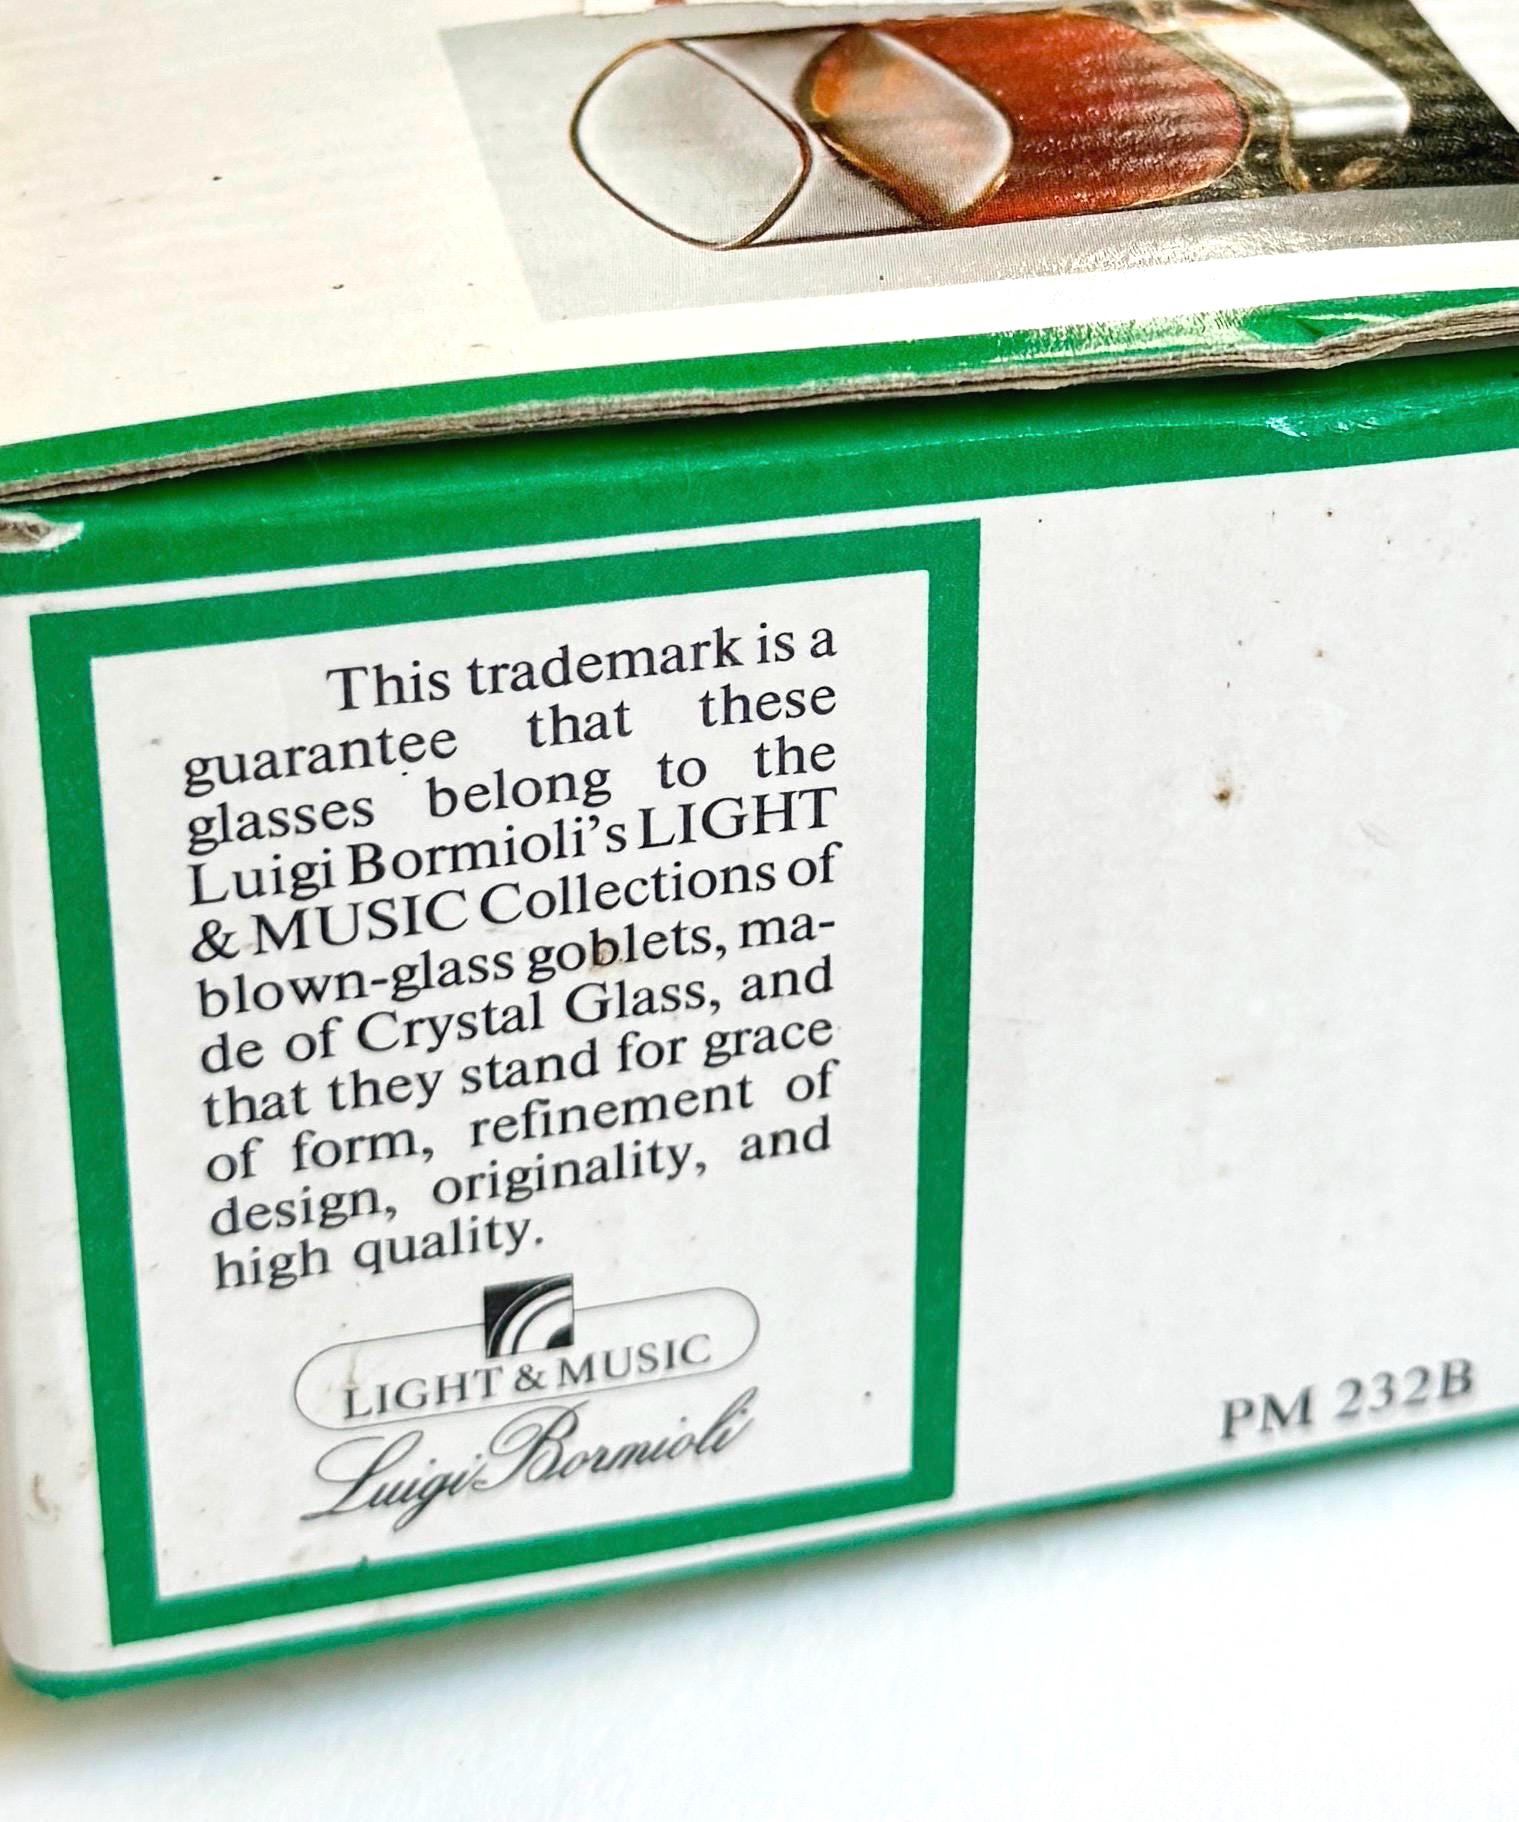 This trademark is a
guarantee that these
glasses belong to the
Luigi Bormioli's LIGHT
& MUSIC Collections of
blown-glass goblets, ma-
de of Crystal Glass, and
that they stand for grace
of form, refinement of
design, originality, and
high quality.
LIGHT & MUSIC
Luigi Bormioli
PM 232B